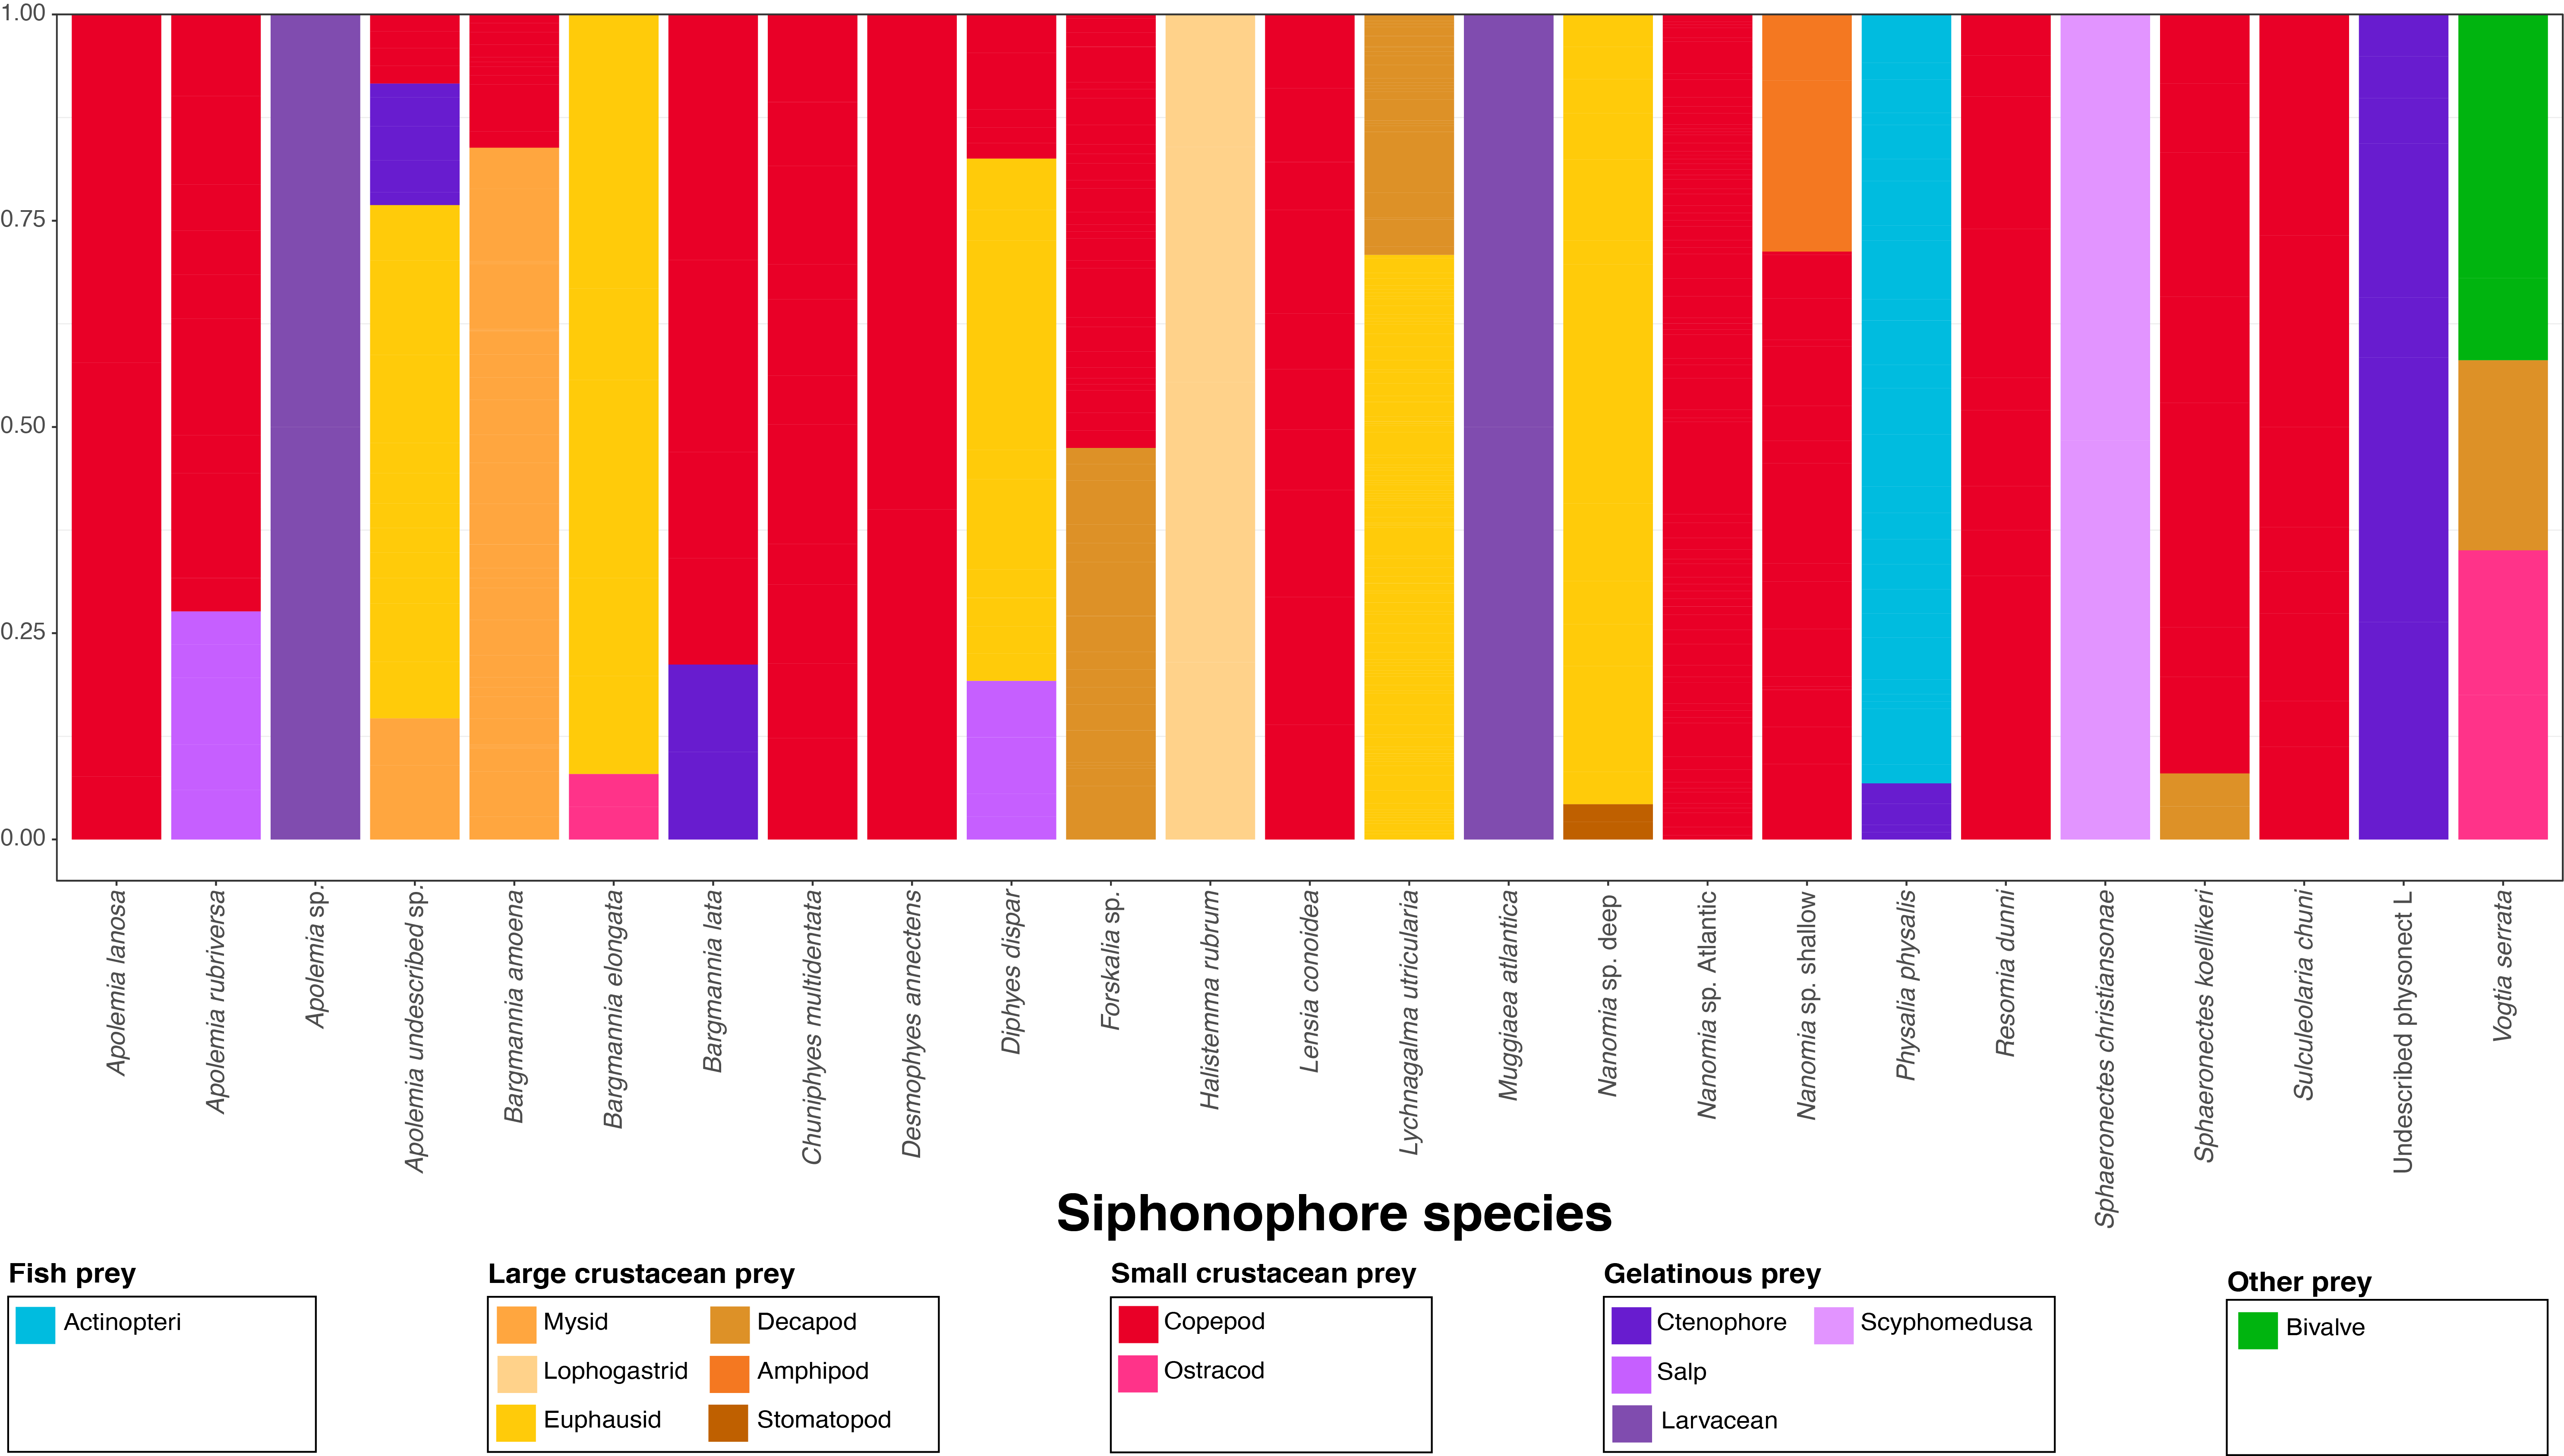 1.00
0.75
0.50
0.25
0.00
Apolemia lanosa
Apolemia rubriversa
Apolemia sp.
Apolemia undescribed sp.
Bargmannia amoena
Bargmannia elongata
Bargmannia lata
Chuniphyes multidentata
Desmophyes annectens
Diphyes dispar
Forskalia sp.
Halistemma rubrum
Lensia conoidea
Lychnagalma utricularia
Muggiaea atlantica
Nanomia sp. deep
Nanomia sp. Atlantic
Nanomia sp. shallow
Physalia physalis
Resomia dunni
Sphaeronectes christiansonae
Sphaeronectes koellikeri
Sulculeolaria chuni
Undescribed physonect L
Vogtia serrata
Siphonophore species
Fish prey
Actinopteri
Large crustacean prey
Mysid
Lophogastrid
Euphausid
Decapod
Amphipod
Stomatopod
Small crustacean prey
Copepod
Ostracod
Gelatinous prey
Ctenophore
Salp
Larvacean
Scyphomedusa
Other prey
Bivalve